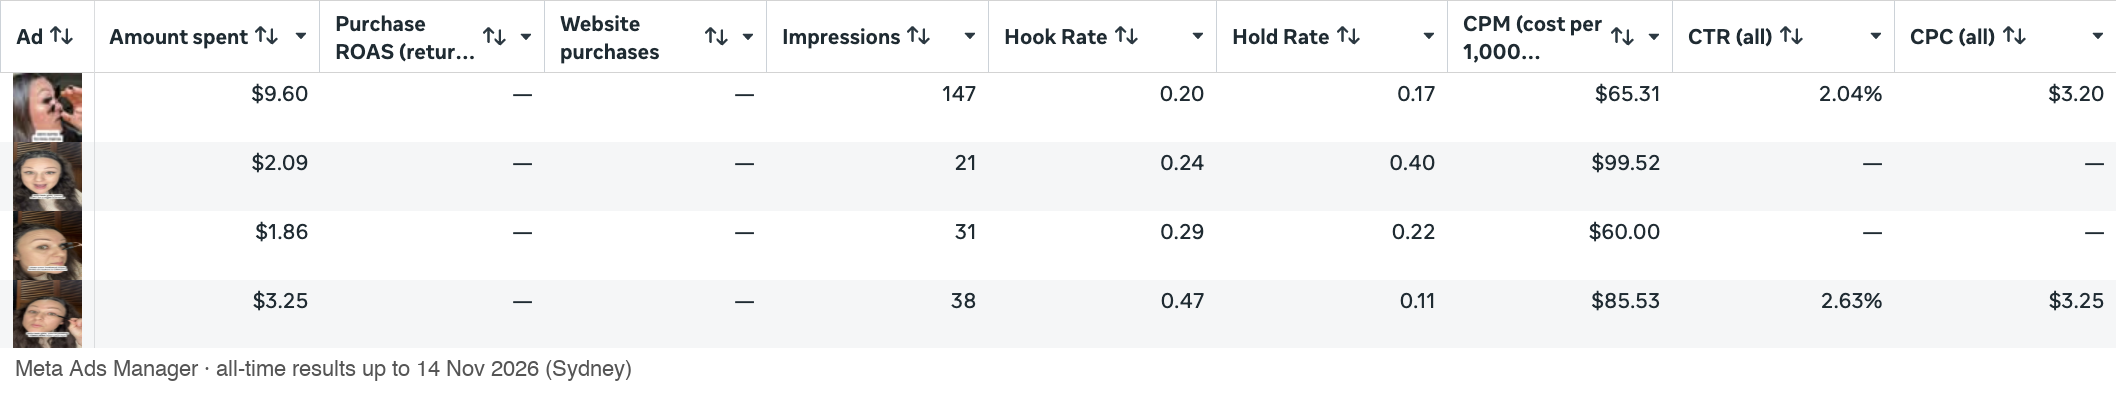 Ad Amount spent Purchase ROAS (retur... Website purchases Impressions Hook Rate Hold Rate CPM (cost per 1,000... CTR (all) CPC (all)
$9.60 — — 147 0.20 0.17 $65.31 2.04% $3.20
$2.09 — — 21 0.24 0.40 $99.52 — —
$1.86 — — 31 0.29 0.22 $60.00 — —
$3.25 — — 38 0.47 0.11 $85.53 2.63% $3.25
Meta Ads Manager · all-time results up to 14 Nov 2026 (Sydney)